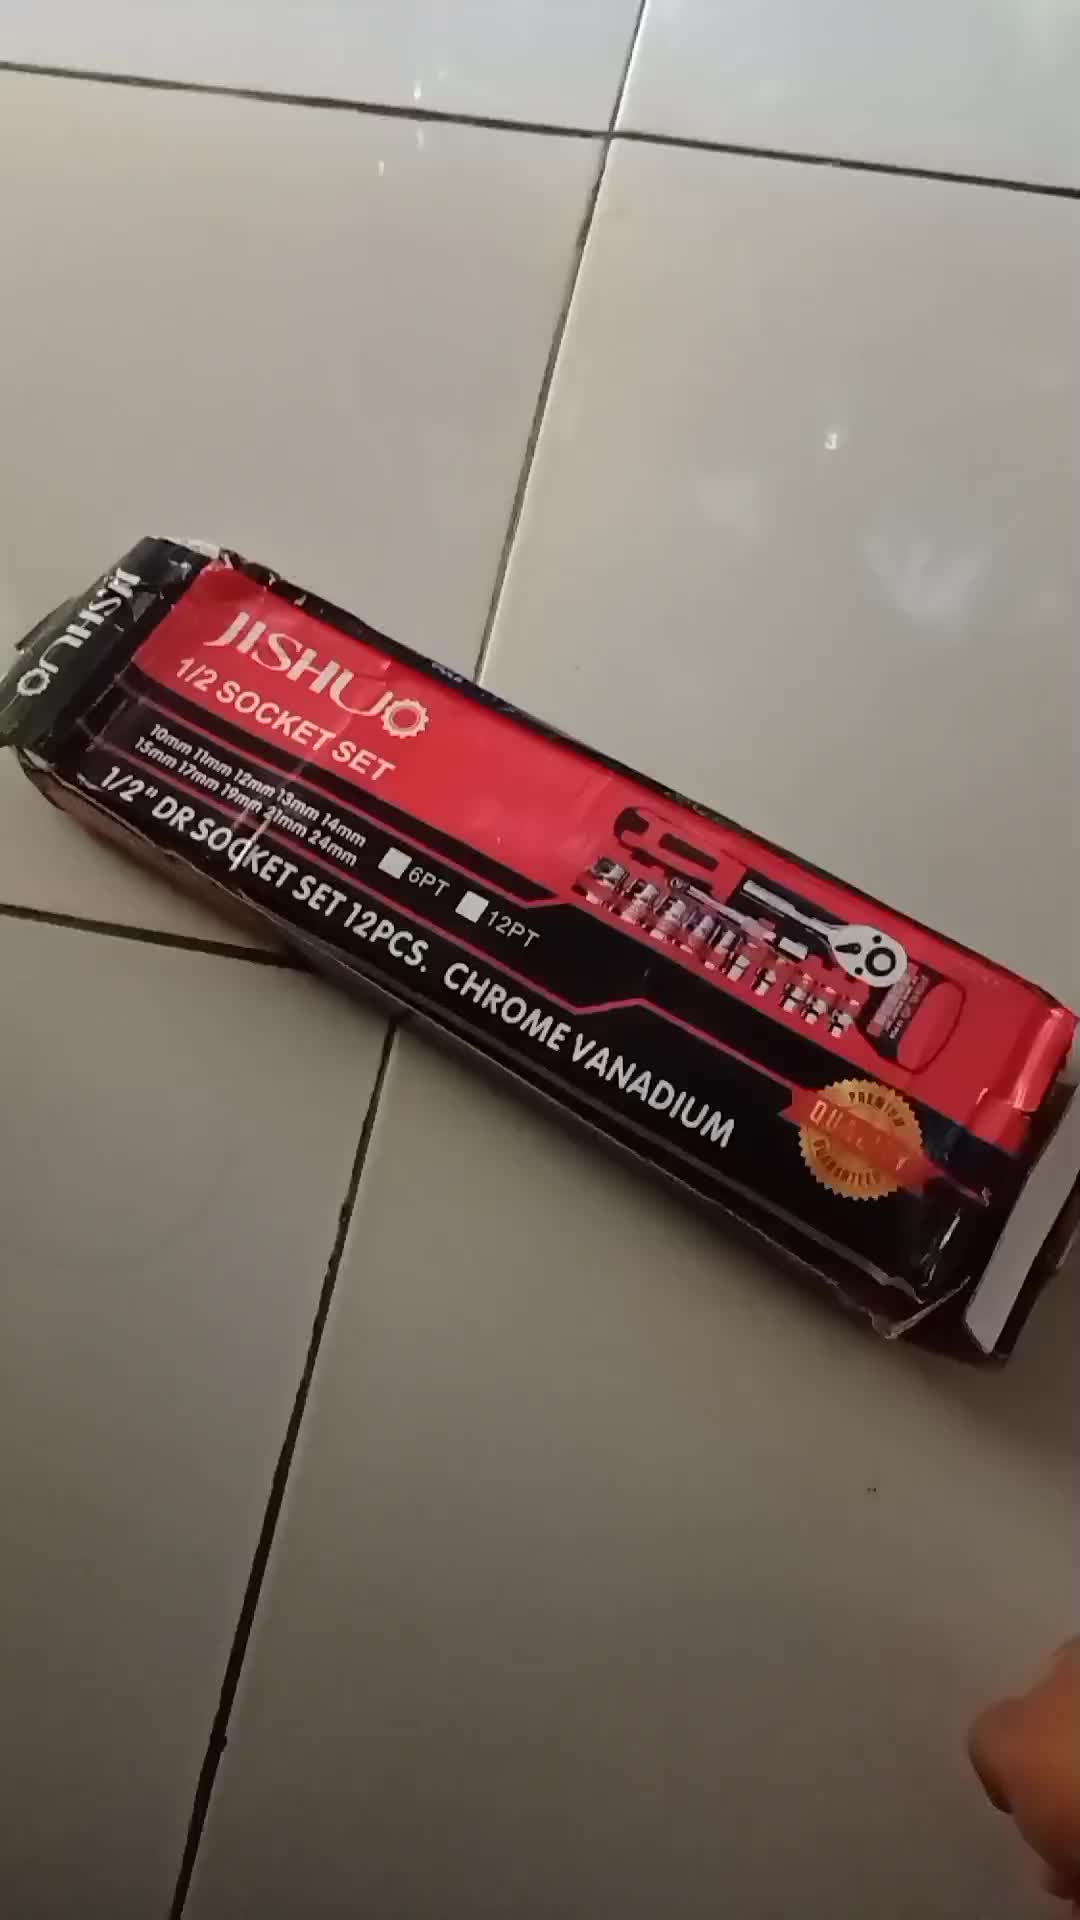 JISHUO
JISHUO
1/2 SOCKET SET
10mm 11mm 12mm 13mm 14mm
15mm 17mm 19mm 21mm 24mm
6PT 12PT
1/2" DR SOCKET SET 12PCS. CHROME VANADIUM
PREMIUM
QUALITY
GUARANTEED